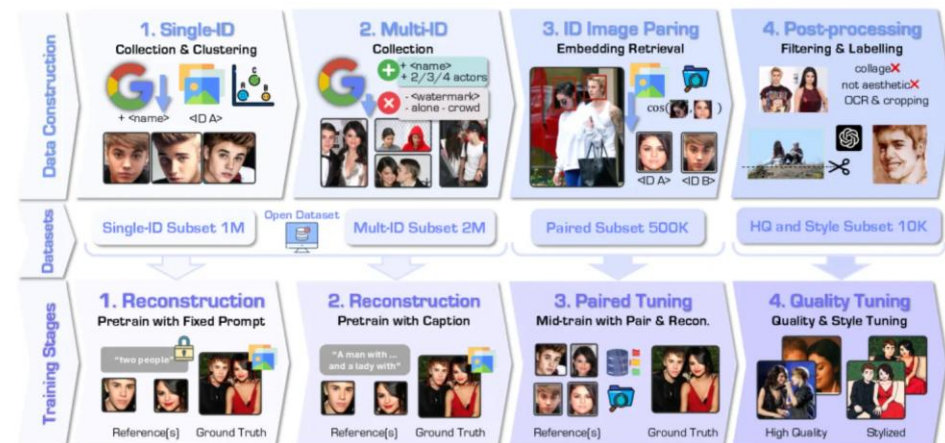 Data Construction
1. Single-ID
Collection & Clustering
+ <name>
<ID A>
A
B
C
2. Multi-ID
Collection
+ <name>
+ 2/3/4 actors
- <watermark>
- alone - crowd
3. ID Image Paring
Embedding Retrieval
cos( , )
<ID A>
<ID B>
4. Post-processing
Filtering & Labelling
collage
not aesthetic
OCR & cropping
Datasets
Single-ID Subset 1M
Open Dataset
Mult-ID Subset 2M
Paired Subset 500K
HQ and Style Subset 10K
Training Stages
1. Reconstruction
Pretrain with Fixed Prompt
"two people"
Reference(s)
Ground Truth
2. Reconstruction
Pretrain with Caption
"A man with ...
and a lady with"
Reference(s)
Ground Truth
3. Paired Tuning
Mid-train with Pair & Recon.
Reference(s)
Ground Truth
4. Quality Tuning
Quality & Style Tuning
High Quality
Stylized